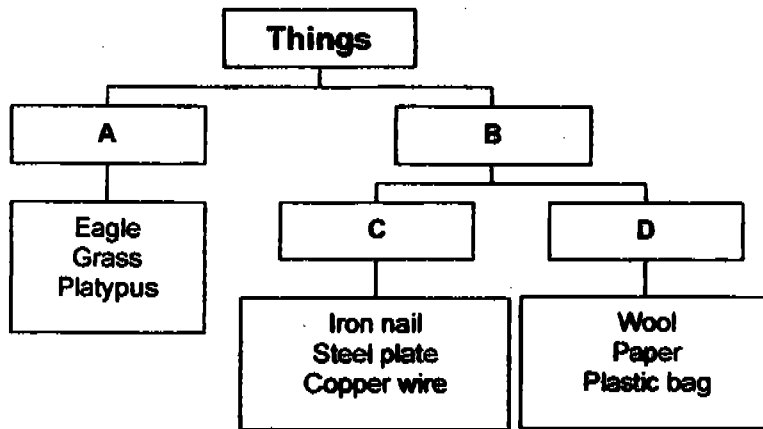 Things
A
B
Eagle
Grass
Platypus
C
D
Iron nail
Steel plate
Copper wire
Wool
Paper
Plastic bag